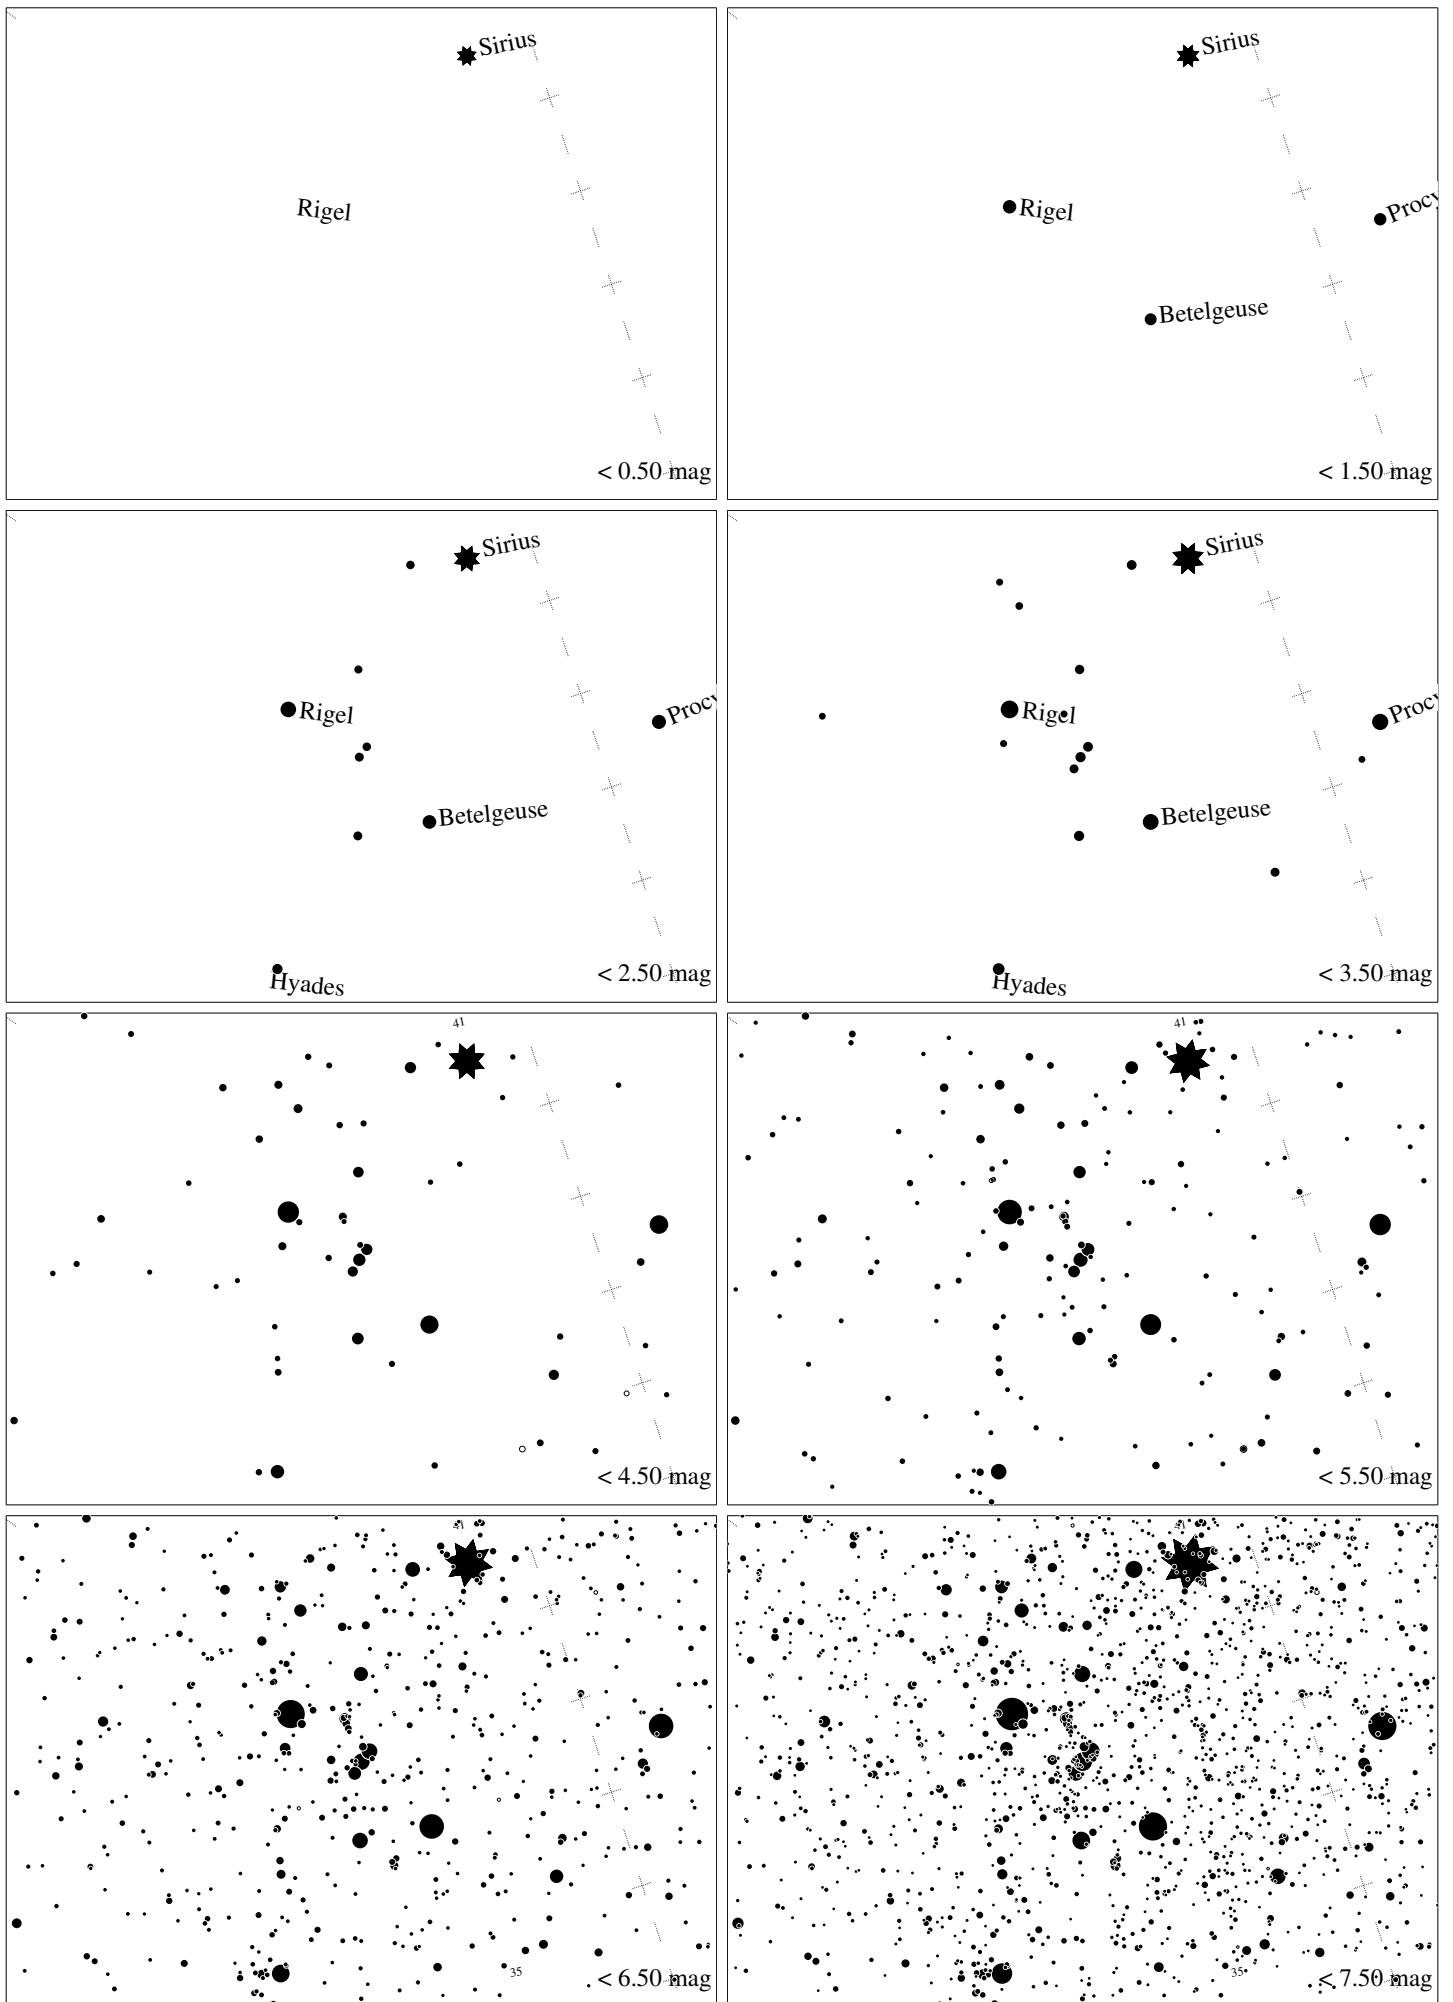 Sirius
Rigel
< 0.50 mag
Sirius
Procy
Rigel
Betelgeuse
< 1.50 mag
Sirius
Procy
Rigel
Betelgeuse
Hyades
< 2.50 mag
Sirius
Procy
Rigel
Betelgeuse
Hyades
< 3.50 mag
41
< 4.50 mag
41
< 5.50 mag
41
35
< 6.50 mag
41
35
< 7.50 mag